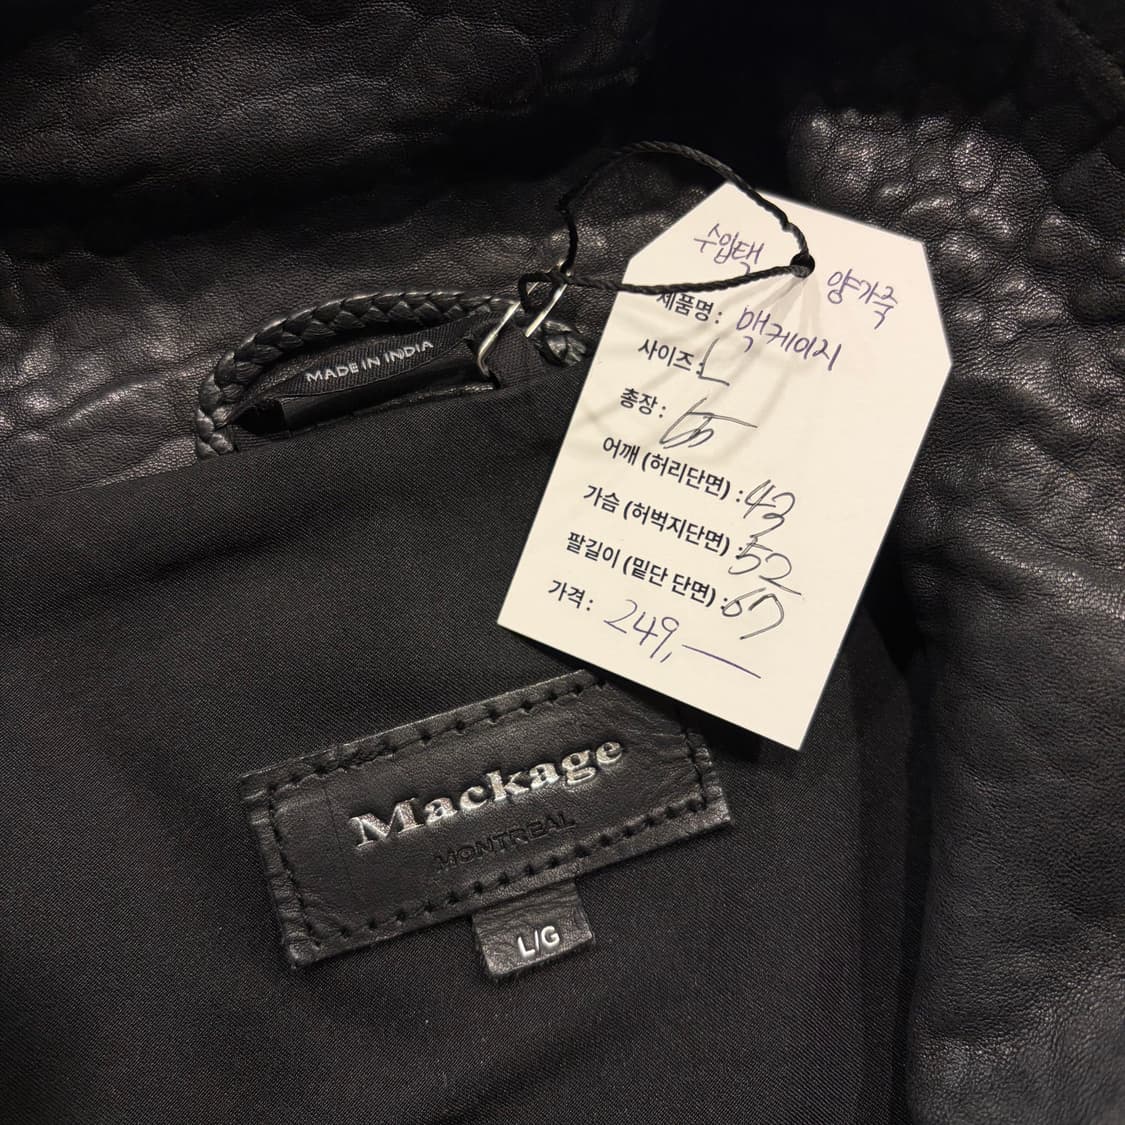 MADE IN INDIA
수입택 양가죽
제품명: 맥케이지
사이즈: L
총장: 65
어깨 (허리단면) : 43
가슴 (허벅지단면) : 52
팔길이 (밑단 단면) : 67
가격: 249,—
Mackage
MONTREAL
L/G